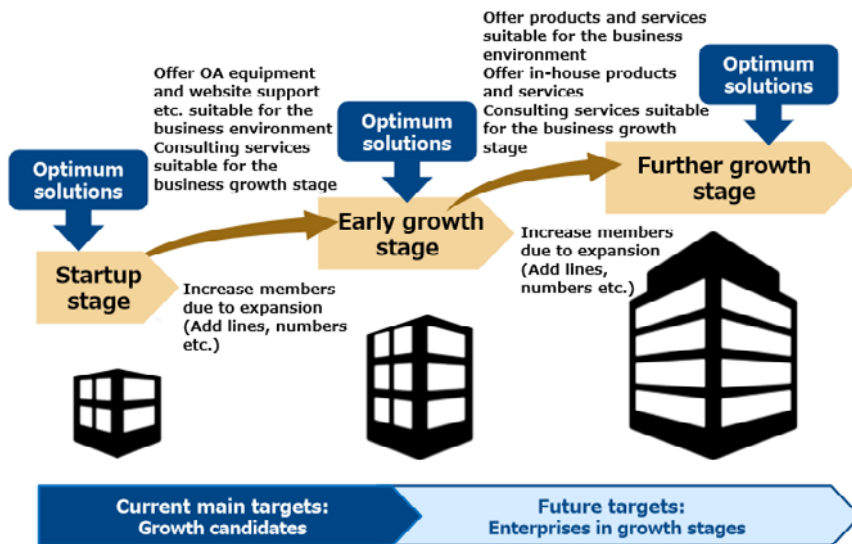 Optimum
solutions
Offer OA equipment
and website support
etc. suitable for the
business environment
Consulting services
suitable for the
business growth stage
Optimum
solutions
Offer products and services
suitable for the business
environment
Offer in-house products
and services
Consulting services suitable
for the business growth
stage
Optimum
solutions
Startup
stage
Increase members
due to expansion
(Add lines, numbers
etc.)
Early growth
stage
Increase members
due to expansion
(Add lines,
numbers etc.)
Further growth
stage
Current main targets:
Growth candidates
Future targets:
Enterprises in growth stages